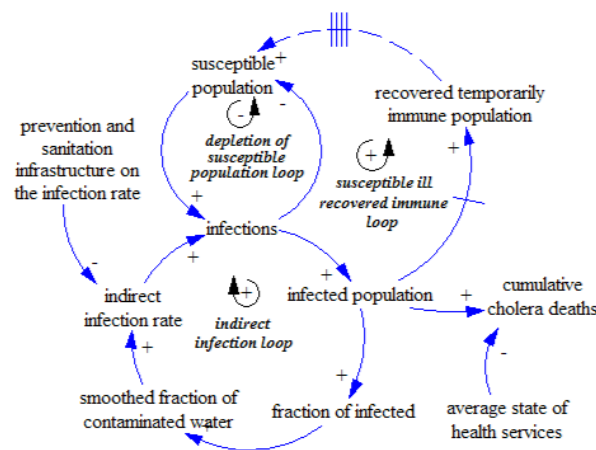 susceptible
population
+
-
recovered temporarily
immune population
prevention and
sanitation
infrastructure on
the infection rate
-
depletion of
susceptible
population loop
+
susceptible ill
recovered immune
loop
+
+
infections
-
+
+
indirect
infection rate
+
indirect
infection loop
+
infected population
+
cumulative
cholera deaths
+
-
smoothed fraction of
contaminated water
+
+
fraction of infected
average state of
health services